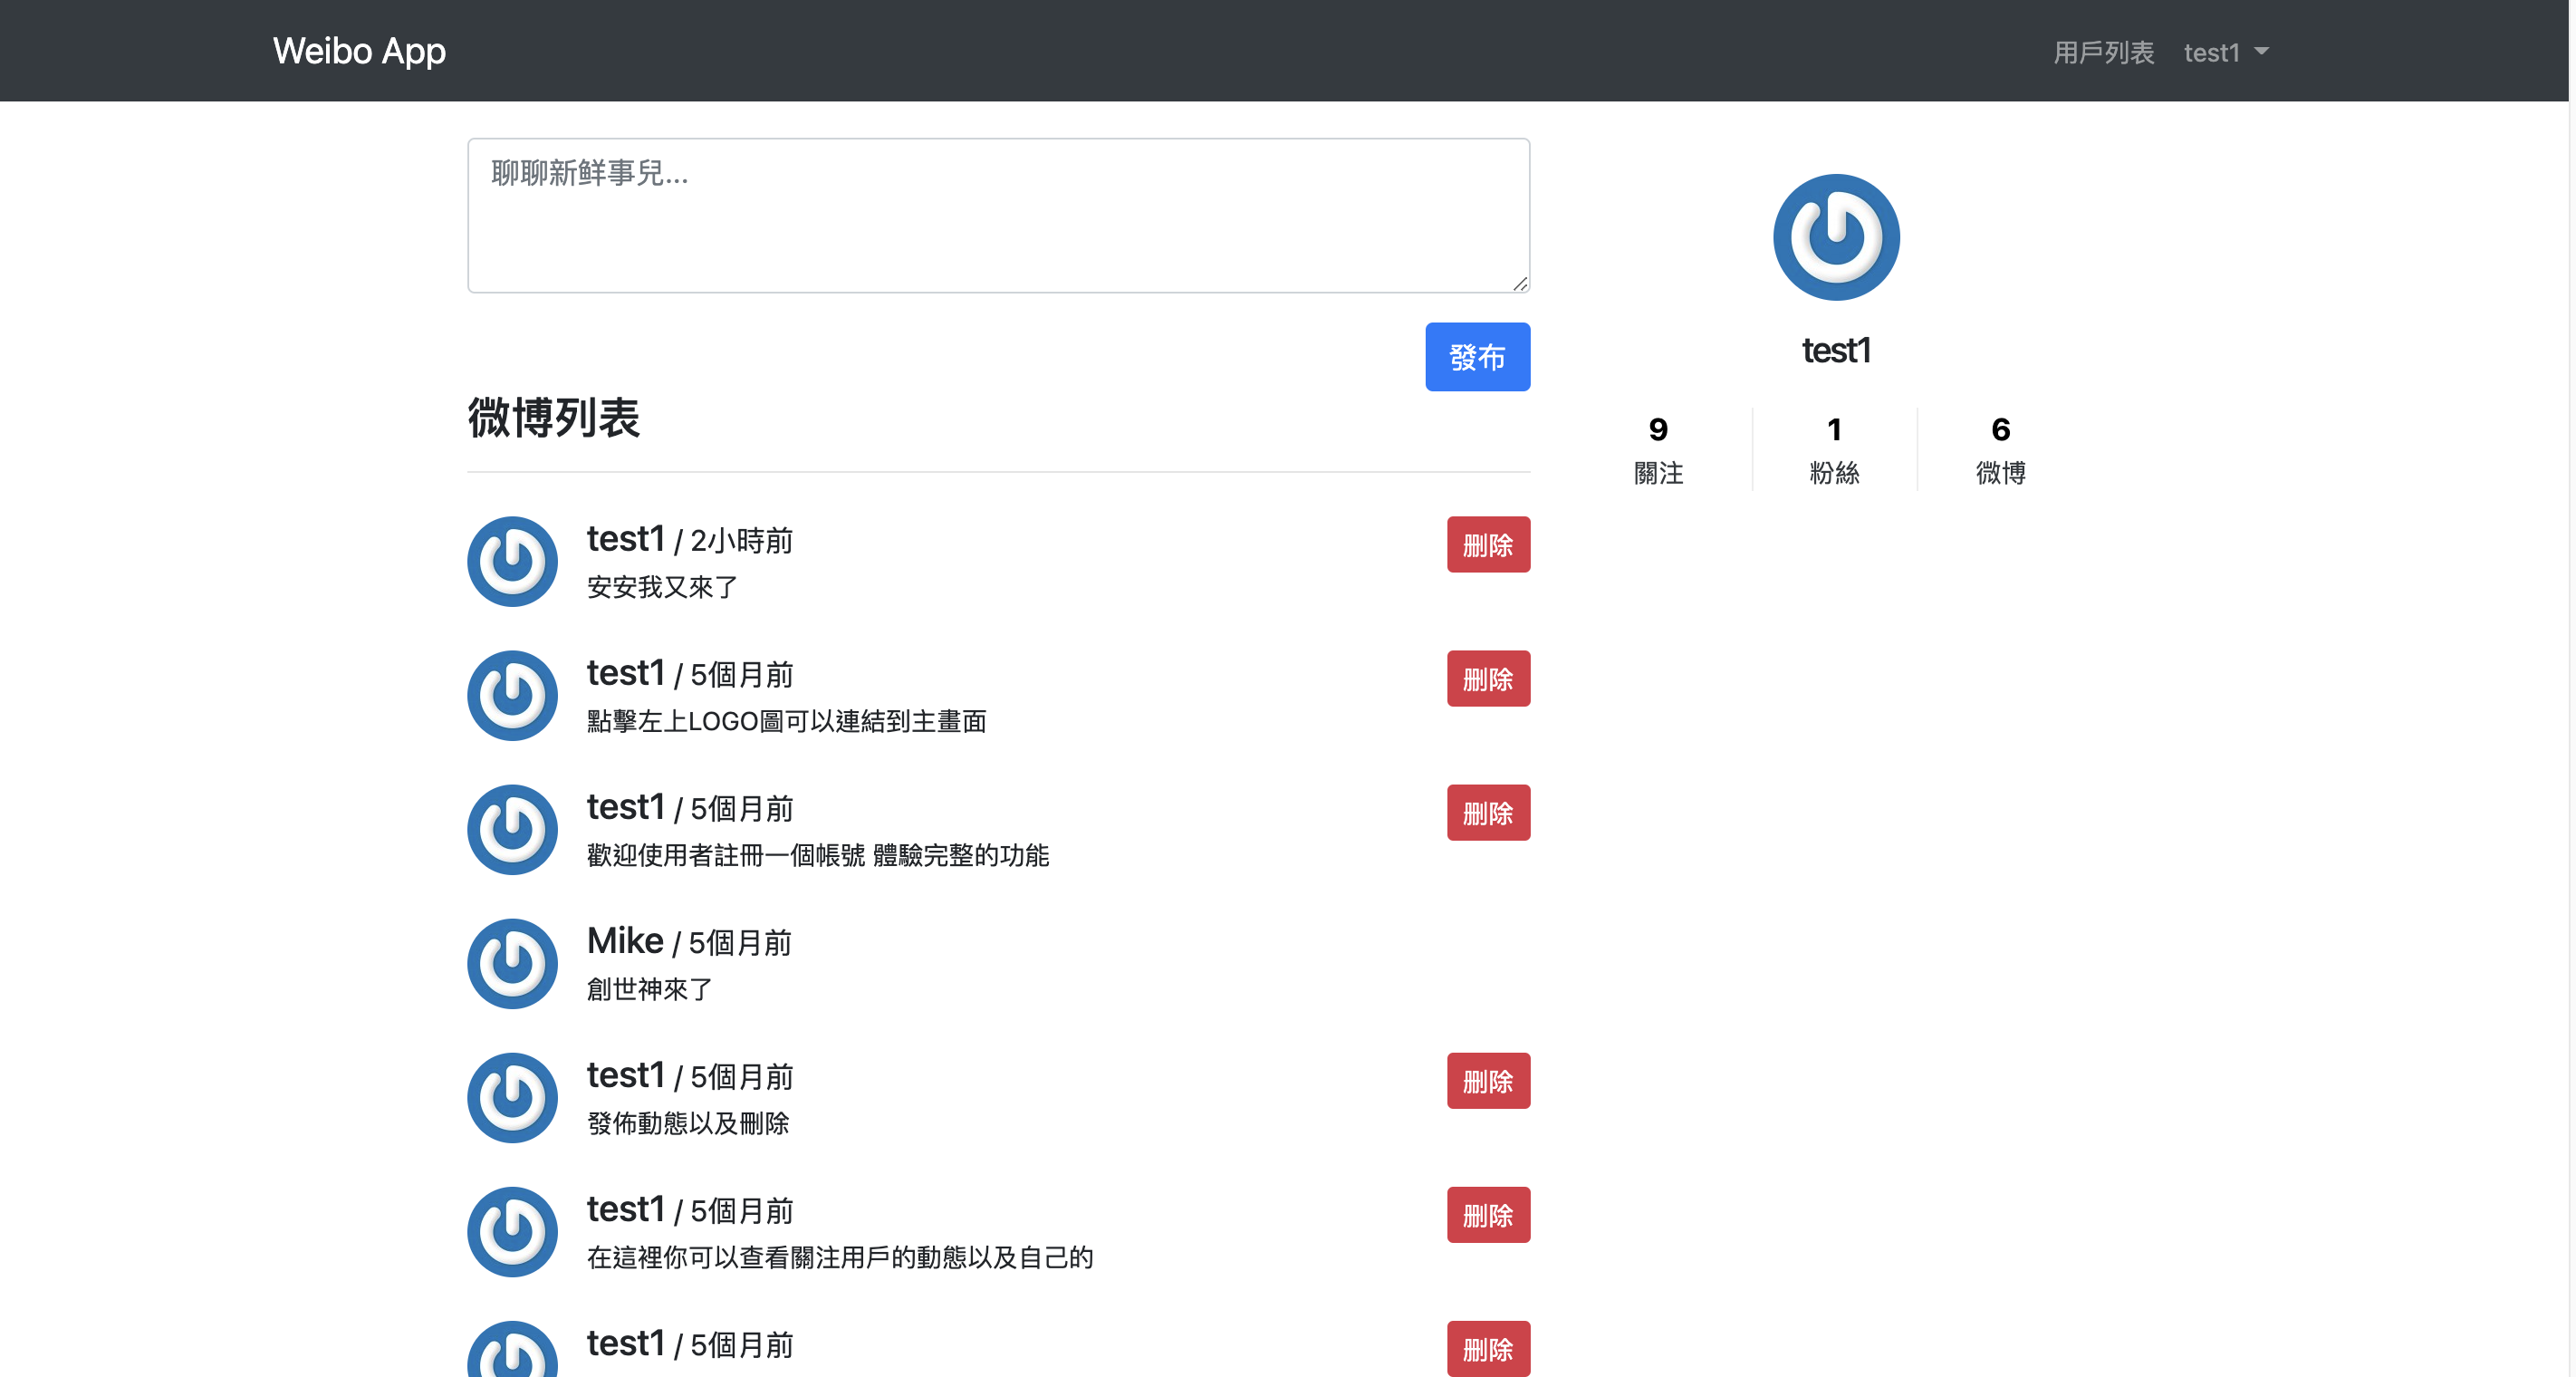 Weibo App
用戶列表 test1
聊聊新鮮事兒...
發布
test1
9 1 6
關注 粉絲 微博
微博列表
test1 / 2小時前
删除
安安我又來了
test1 / 5個月前
删除
點擊左上LOGO圖可以連結到主畫面
test1 / 5個月前
删除
歡迎使用者註冊一個帳號 體驗完整的功能
Mike / 5個月前
創世神來了
test1 / 5個月前
删除
發佈動態以及刪除
test1 / 5個月前
删除
在這裡你可以查看關注用戶的動態以及自己的
test1 / 5個月前
删除